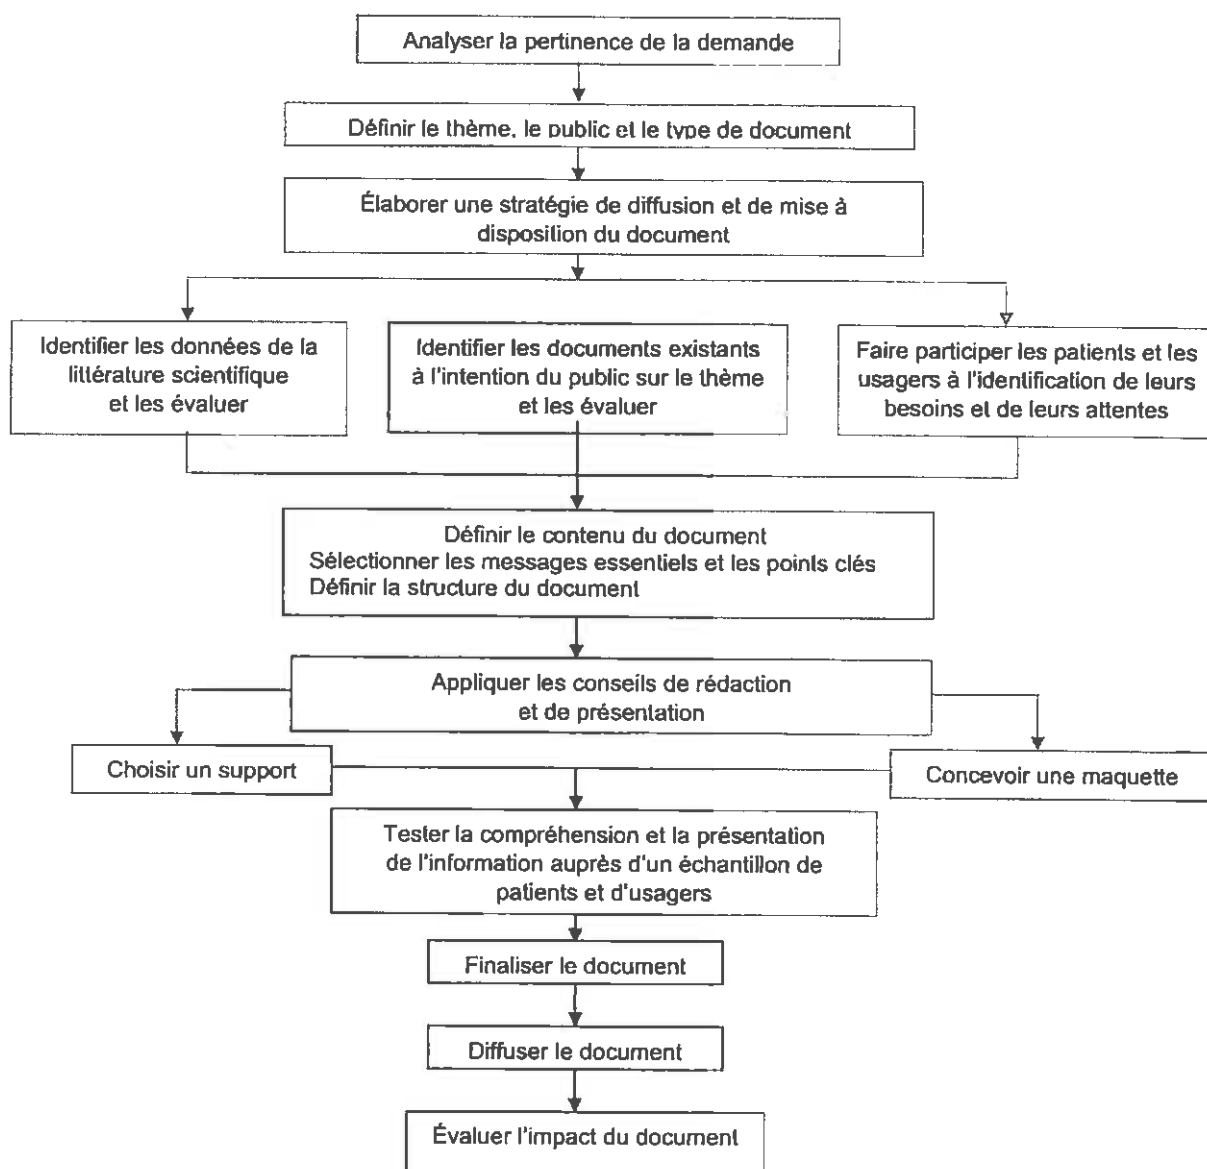 Analyser la pertinence de la demande
Définir le thème, le public et le type de document
Élaborer une stratégie de diffusion et de mise à
disposition du document
Identifier les données de la
littérature scientifique
et les évaluer
Identifier les documents existants
à l'intention du public sur le thème
et les évaluer
Faire participer les patients et les
usagers à l'identification de leurs
besoins et de leurs attentes
Définir le contenu du document
Sélectionner les messages essentiels et les points clés
Définir la structure du document
Appliquer les conseils de rédaction
et de présentation
Choisir un support
Concevoir une maquette
Tester la compréhension et la présentation
de l'information auprès d'un échantillon de
patients et d'usagers
Finaliser le document
Diffuser le document
Évaluer l'impact du document